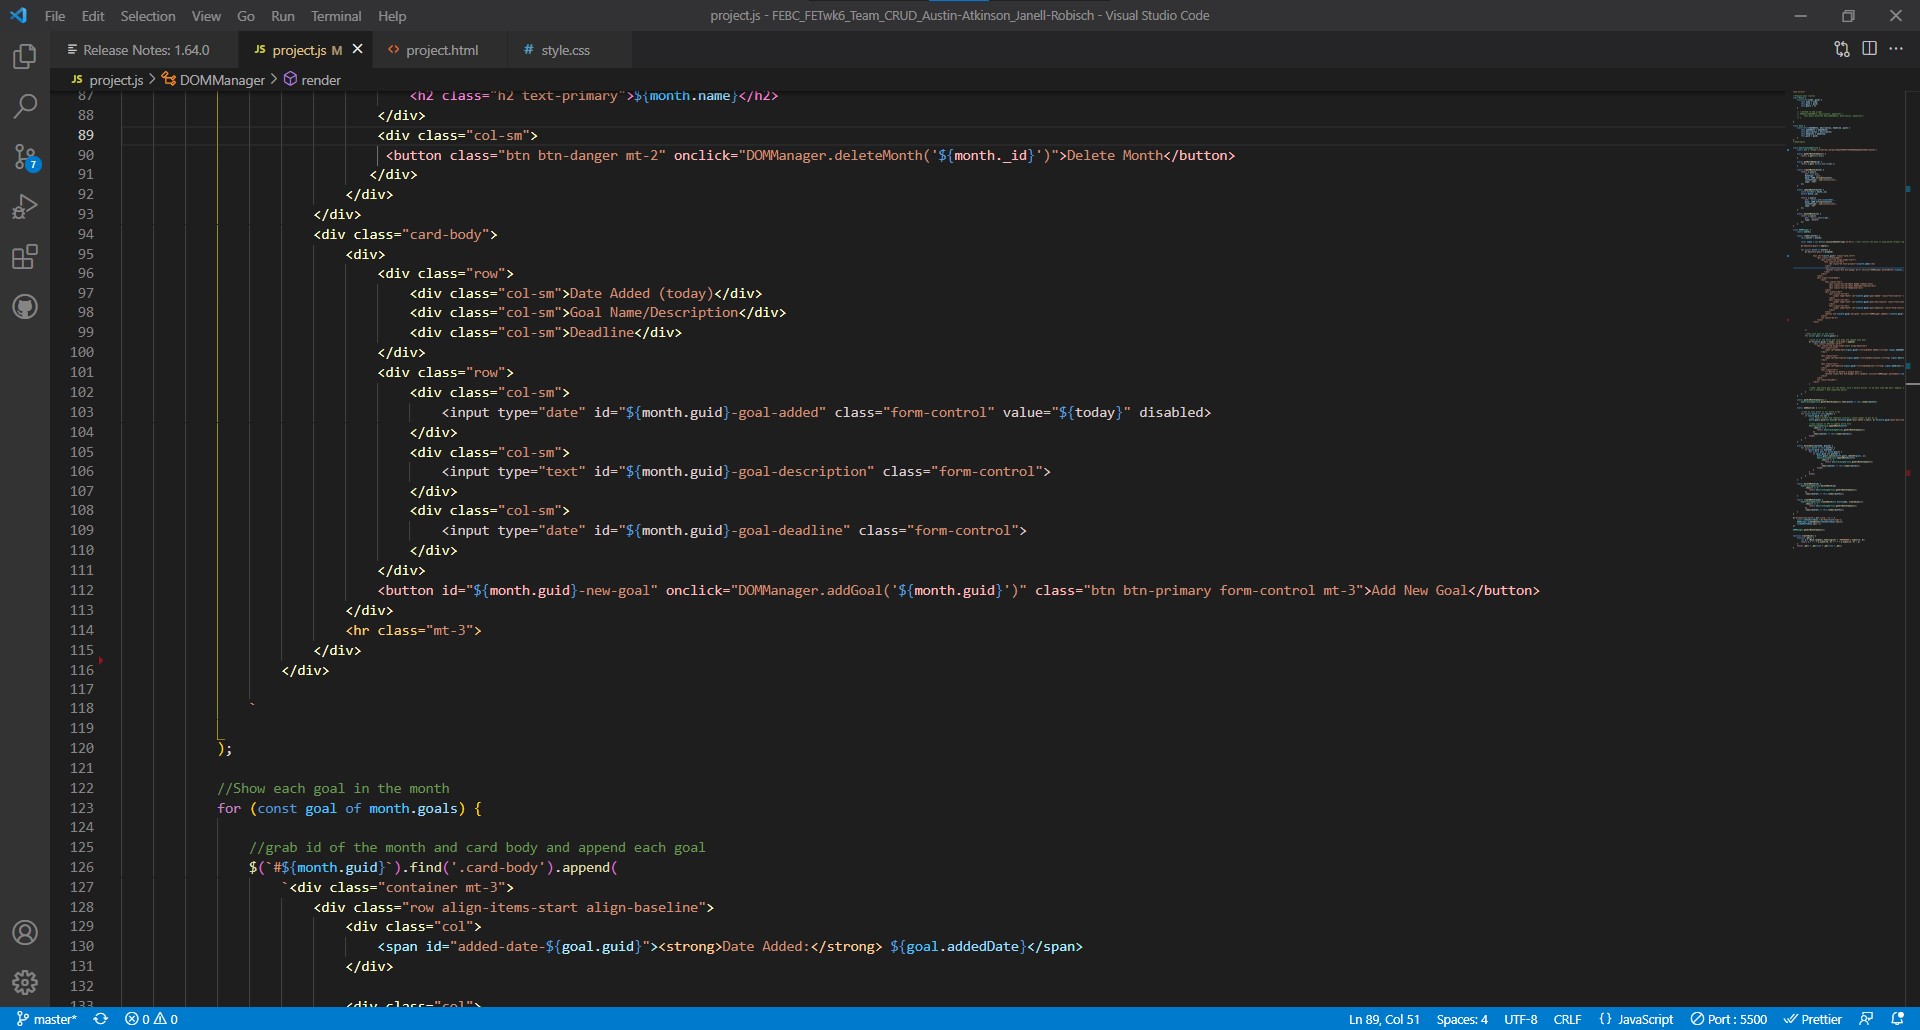 File Edit Selection View Go Run Terminal Help
project.js - FEBC_FETwk6_Team_CRUD_Austin-Atkinson_Janell-Robisch - Visual Studio Code
Release Notes: 1.64.0
JS project.js M
<> project.html
# style.css
JS project.js > DOMManager > render
87 <h2 class="h2 text-primary">${month.name}</h2>
88 </div>
89 <div class="col-sm">
90 <button class="btn btn-danger mt-2" onclick="DOMManager.deleteMonth('${month._id}')">Delete Month</button>
91 </div>
92 </div>
93 </div>
94 <div class="card-body">
95 <div>
96 <div class="row">
97 <div class="col-sm">Date Added (today)</div>
98 <div class="col-sm">Goal Name/Description</div>
99 <div class="col-sm">Deadline</div>
100 </div>
101 <div class="row">
102 <div class="col-sm">
103 <input type="date" id="${month.guid}-goal-added" class="form-control" value="${today}" disabled>
104 </div>
105 <div class="col-sm">
106 <input type="text" id="${month.guid}-goal-description" class="form-control">
107 </div>
108 <div class="col-sm">
109 <input type="date" id="${month.guid}-goal-deadline" class="form-control">
110 </div>
111 </div>
112 <button id="${month.guid}-new-goal" onclick="DOMManager.addGoal('${month.guid}')" class="btn btn-primary form-control mt-3">Add New Goal</button>
113 </div>
114 <hr class="mt-3">
115 </div>
116 </div>
117
118 `
119
120 );
121
122 //Show each goal in the month
123 for (const goal of month.goals) {
124
125 //grab id of the month and card body and append each goal
126 $(`#${month.guid}`).find('.card-body').append(
127 `<div class="container mt-3">
128 <div class="row align-items-start align-baseline">
129 <div class="col">
130 <span id="added-date-${goal.guid}"><strong>Date Added:</strong> ${goal.addedDate}</span>
131 </div>
132
133 <div class="col">
7
master*
0 0
Ln 89, Col 51
Spaces: 4
UTF-8
CRLF
{} JavaScript
Port : 5500
Prettier